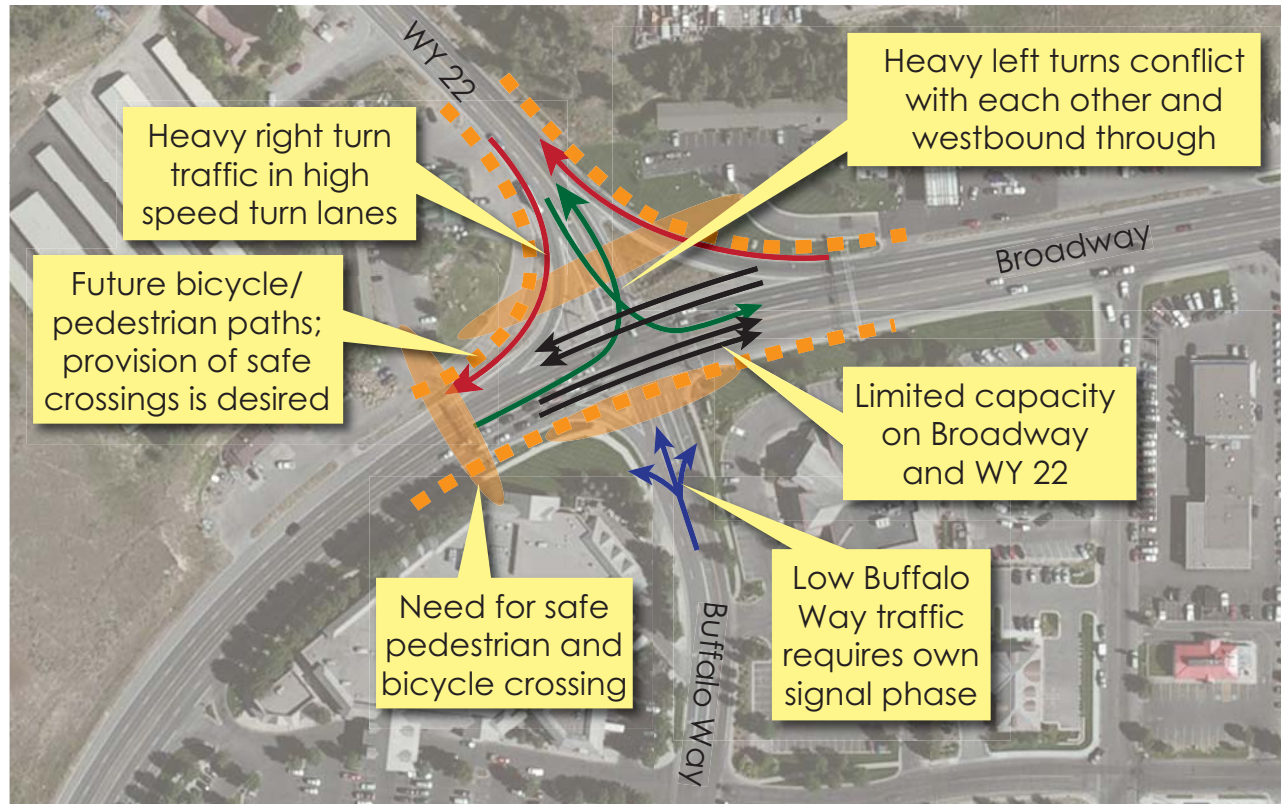 WY 22
Heavy left turns conflict
with each other and
westbound through
Heavy right turn
traffic in high
speed turn lanes
Broadway
Future bicycle/
pedestrian paths;
provision of safe
crossings is desired
Limited capacity
on Broadway
and WY 22
Need for safe
pedestrian and
bicycle crossing
Low Buffalo
Way traffic
requires own
signal phase
Buffalo Way